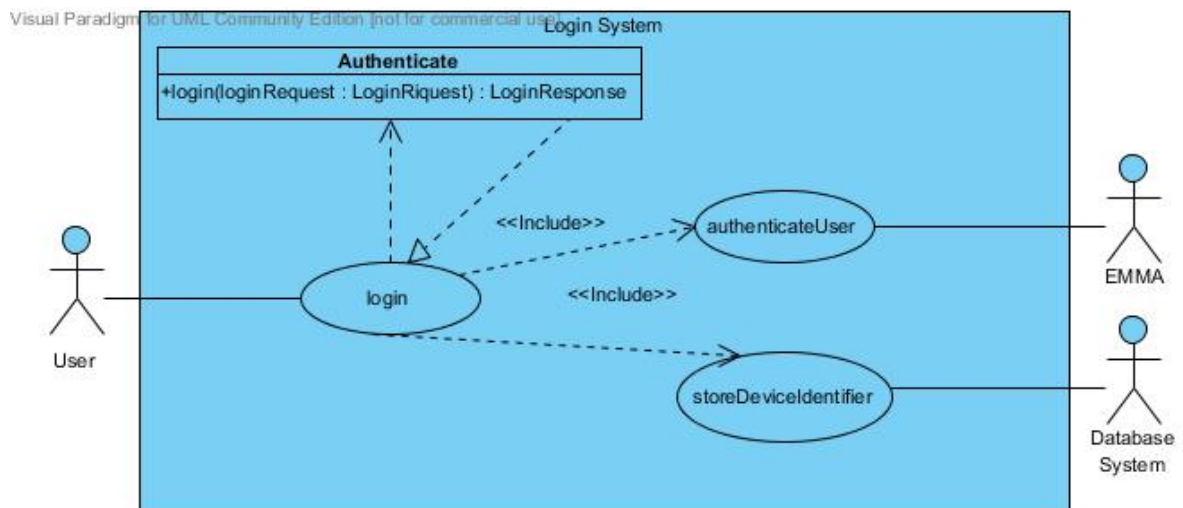 Visual Paradigm for UML Community Edition [not for commercial use]
Login System
Authenticate
+login(loginRequest : LoginRiquest) : LoginResponse
<<Include>>
authenticateUser
EMMA
<<Include>>
login
User
storeDeviceIdentifier
Database
System